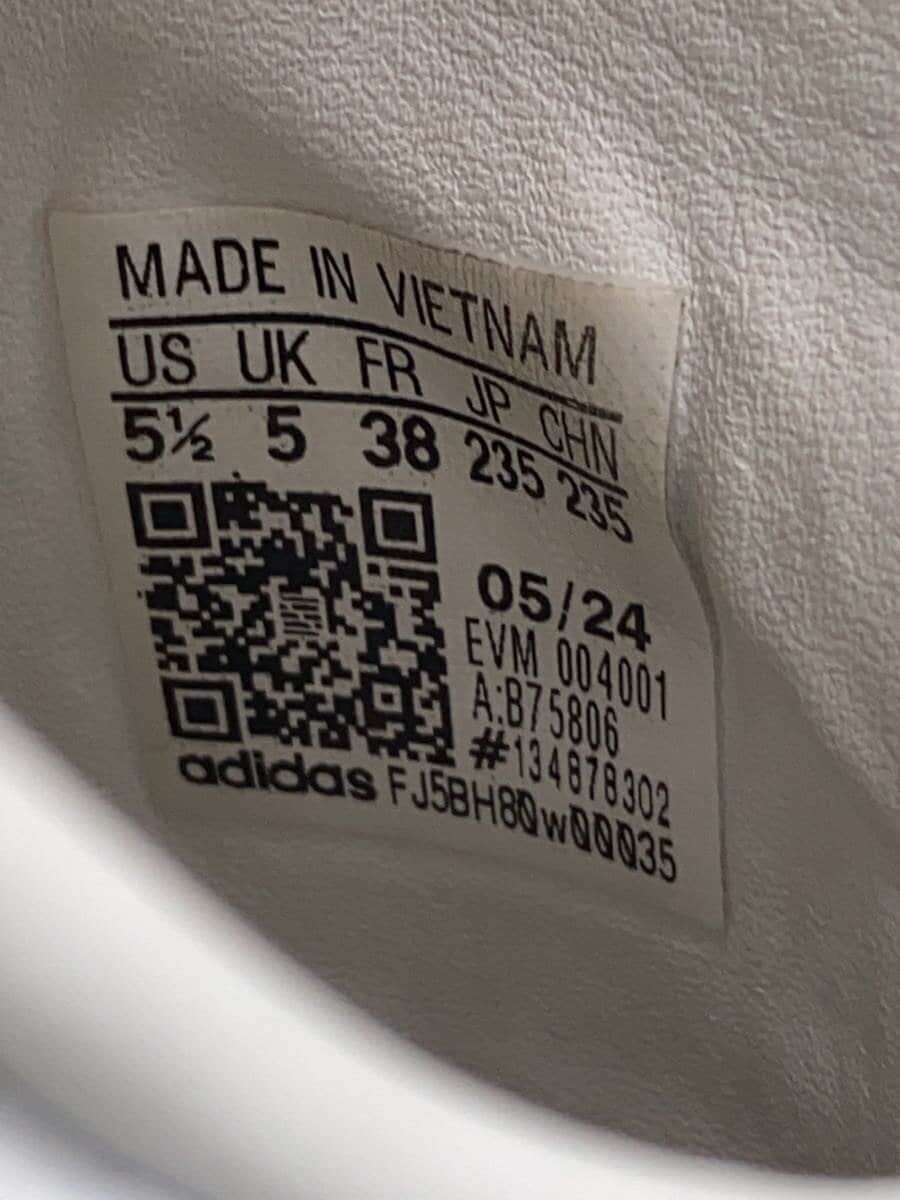 MADE IN VIETNAM
US UK FR JP CHN
5½ 5 38 235 235
05/24
EVM 004001
A:B75806
#134878302
adidas FJ5BH80w00035